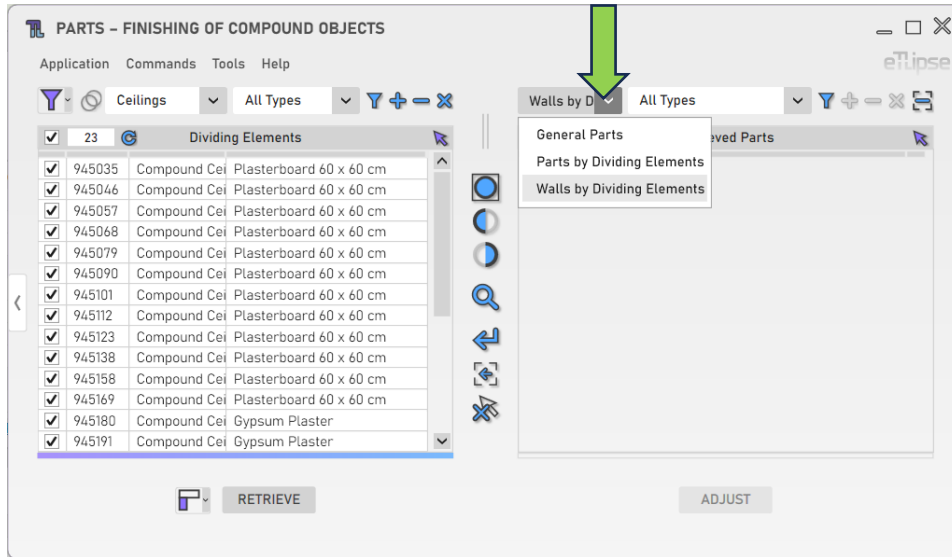 PARTS – FINISHING OF COMPOUND OBJECTS
Application Commands Tools Help
eTLipse
Ceilings All Types
Walls by D All Types
23 Dividing Elements
eved Parts
General Parts
Parts by Dividing Elements
Walls by Dividing Elements
945035 Compound Cei Plasterboard 60 x 60 cm
945046 Compound Cei Plasterboard 60 x 60 cm
945057 Compound Cei Plasterboard 60 x 60 cm
945068 Compound Cei Plasterboard 60 x 60 cm
945079 Compound Cei Plasterboard 60 x 60 cm
945090 Compound Cei Plasterboard 60 x 60 cm
945101 Compound Cei Plasterboard 60 x 60 cm
945112 Compound Cei Plasterboard 60 x 60 cm
945123 Compound Cei Plasterboard 60 x 60 cm
945138 Compound Cei Plasterboard 60 x 60 cm
945158 Compound Cei Plasterboard 60 x 60 cm
945169 Compound Cei Plasterboard 60 x 60 cm
945180 Compound Cei Gypsum Plaster
945191 Compound Cei Gypsum Plaster
RETRIEVE
ADJUST